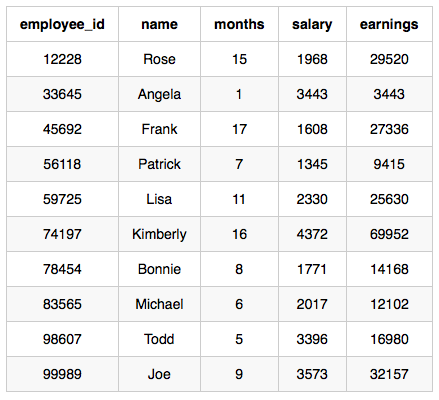 employee_id name months salary earnings
12228 Rose 15 1968 29520
33645 Angela 1 3443 3443
45692 Frank 17 1608 27336
56118 Patrick 7 1345 9415
59725 Lisa 11 2330 25630
74197 Kimberly 16 4372 69952
78454 Bonnie 8 1771 14168
83565 Michael 6 2017 12102
98607 Todd 5 3396 16980
99989 Joe 9 3573 32157